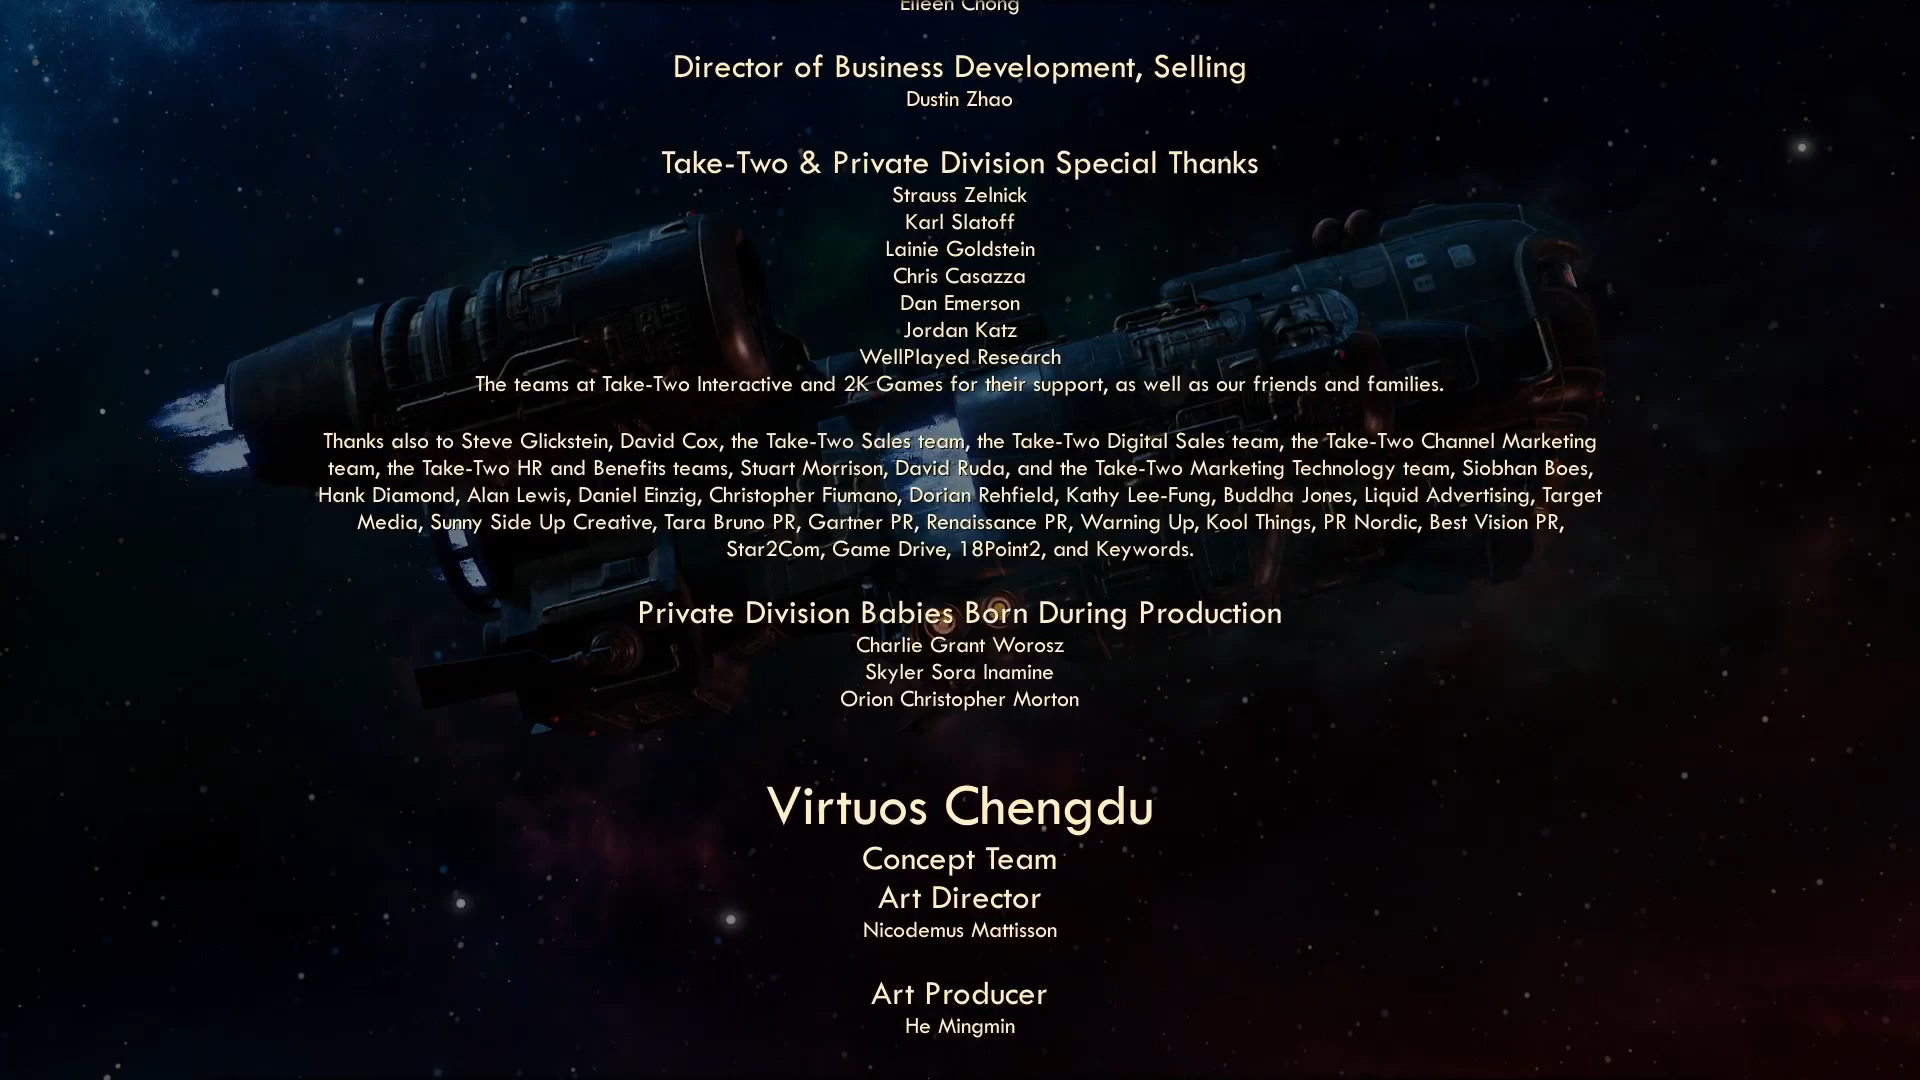 Eileen Chong
Director of Business Development, Selling
Dustin Zhao
Take-Two & Private Division Special Thanks
Strauss Zelnick
Karl Slatoff
Lainie Goldstein
Chris Casazza
Dan Emerson
Jordan Katz
WellPlayed Research
The teams at Take-Two Interactive and 2K Games for their support, as well as our friends and families.
Thanks also to Steve Glickstein, David Cox, the Take-Two Sales team, the Take-Two Digital Sales team, the Take-Two Channel Marketing
team, the Take-Two HR and Benefits teams, Stuart Morrison, David Ruda, and the Take-Two Marketing Technology team, Siobhan Boes,
Hank Diamond, Alan Lewis, Daniel Einzig, Christopher Fiumano, Dorian Rehfield, Kathy Lee-Fung, Buddha Jones, Liquid Advertising, Target
Media, Sunny Side Up Creative, Tara Bruno PR, Gartner PR, Renaissance PR, Warning Up, Kool Things, PR Nordic, Best Vision PR,
Star2Com, Game Drive, 18Point2, and Keywords.
Private Division Babies Born During Production
Charlie Grant Worosz
Skyler Sora Inamine
Orion Christopher Morton
Virtuos Chengdu
Concept Team
Art Director
Nicodemus Mattisson
Art Producer
He Mingmin